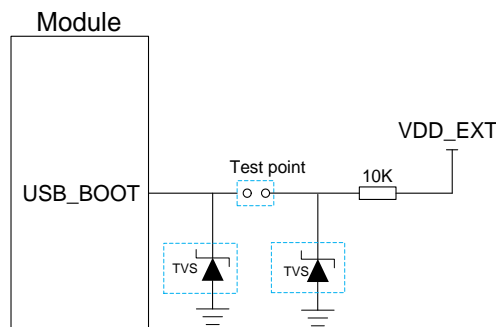 Module
VDD_EXT
Test point
10K
USB_BOOT
TVS
TVS